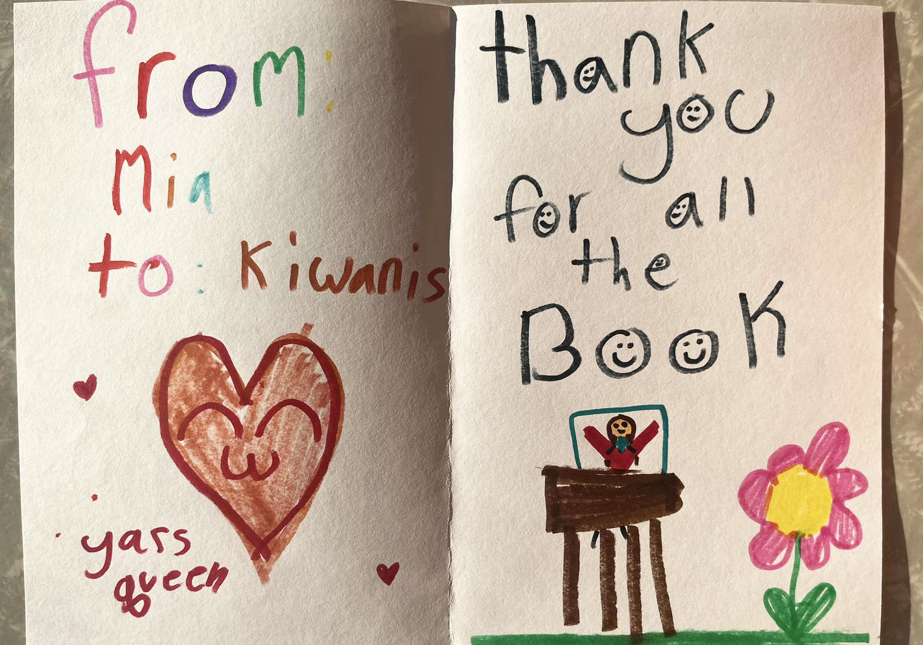 from:
Mia
to: Kiwanis
yass
queen
thank
you
for all
the
BooK